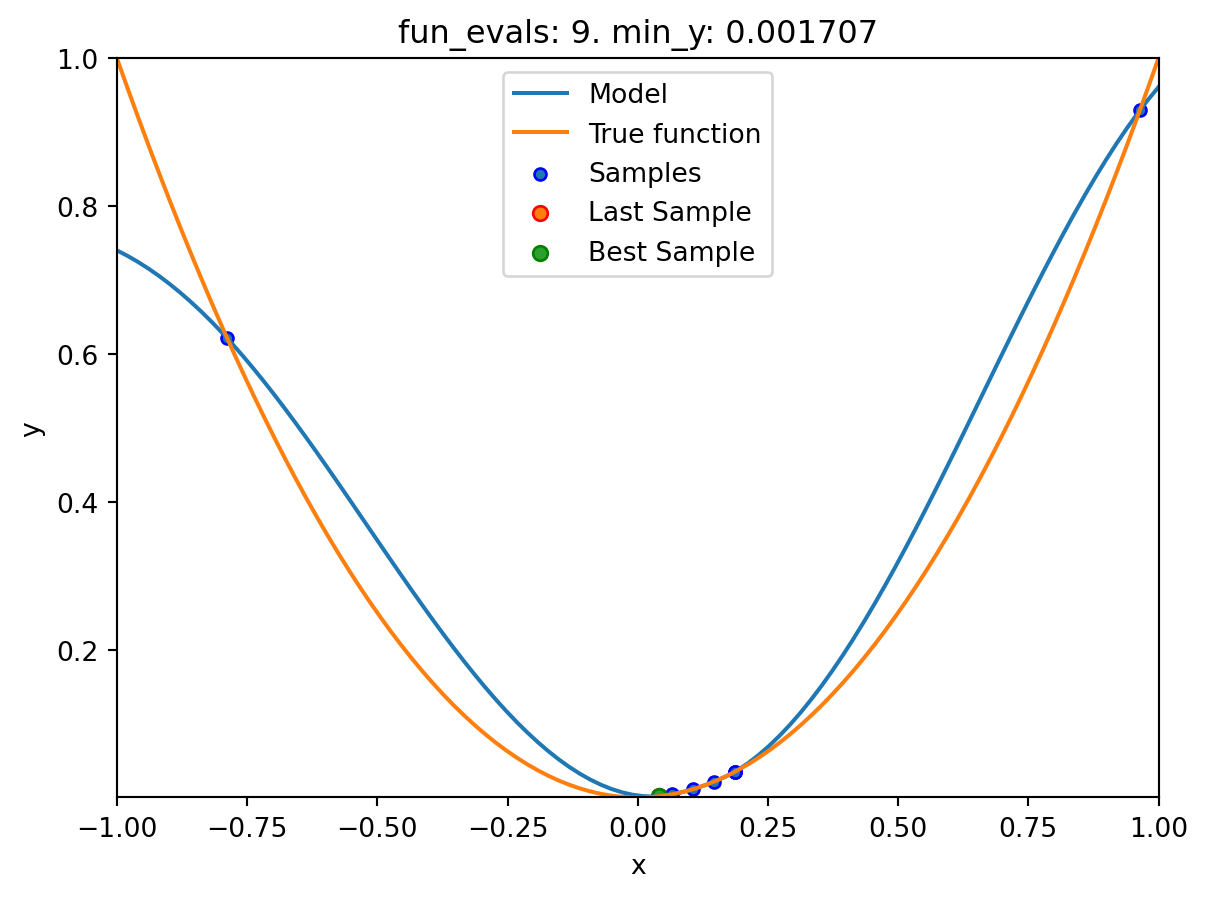 fun_evals: 9. min_y: 0.001707
Model
True function
Samples
Last Sample
Best Sample
1.0
0.8
0.6
0.4
0.2
y
−1.00 −0.75 −0.50 −0.25 0.00 0.25 0.50 0.75 1.00
x